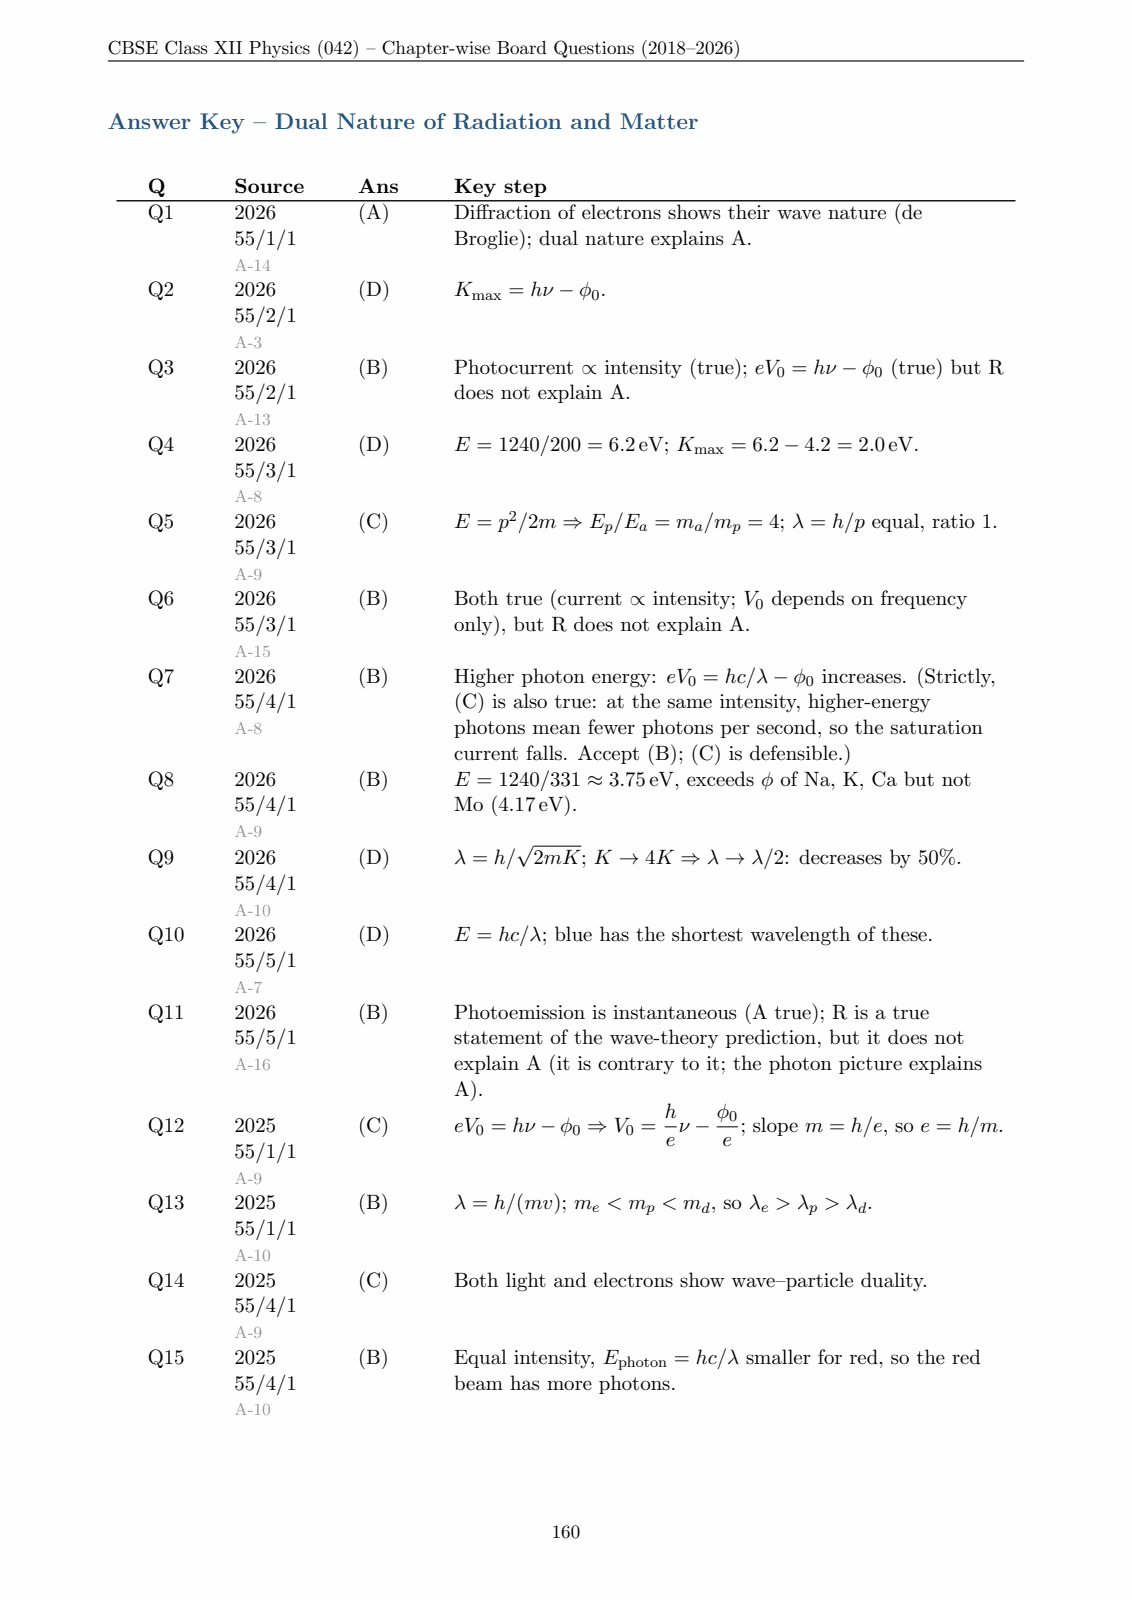 CBSE Class XII Physics (042) – Chapter-wise Board Questions (2018–2026)
Answer Key – Dual Nature of Radiation and Matter
Q Source Ans Key step
Q1 2026 (A) Diffraction of electrons shows their wave nature (de
55/1/1 Broglie); dual nature explains A.
A-14
Q2 2026 (D) K_max = hν − ϕ₀.
55/2/1
A-3
Q3 2026 (B) Photocurrent ∝ intensity (true); eV₀ = hν − ϕ₀ (true) but R
55/2/1 does not explain A.
A-13
Q4 2026 (D) E = 1240/200 = 6.2 eV; K_max = 6.2 − 4.2 = 2.0 eV.
55/3/1
A-8
Q5 2026 (C) E = p²/2m ⇒ E_p/E_a = m_a/m_p = 4; λ = h/p equal, ratio 1.
55/3/1
A-9
Q6 2026 (B) Both true (current ∝ intensity; V₀ depends on frequency
55/3/1 only), but R does not explain A.
A-15
Q7 2026 (B) Higher photon energy: eV₀ = hc/λ − ϕ₀ increases. (Strictly,
55/4/1 (C) is also true: at the same intensity, higher-energy
A-8 photons mean fewer photons per second, so the saturation
current falls. Accept (B); (C) is defensible.)
Q8 2026 (B) E = 1240/331 ≈ 3.75 eV, exceeds ϕ of Na, K, Ca but not
55/4/1 Mo (4.17 eV).
A-9
Q9 2026 (D) λ = h/√2mK; K → 4K ⇒ λ → λ/2: decreases by 50%.
55/4/1
A-10
Q10 2026 (D) E = hc/λ; blue has the shortest wavelength of these.
55/5/1
A-7
Q11 2026 (B) Photoemission is instantaneous (A true); R is a true
55/5/1 statement of the wave-theory prediction, but it does not
A-16 explain A (it is contrary to it; the photon picture explains
A).
Q12 2025 (C) eV₀ = hν − ϕ₀ ⇒ V₀ = h/e ν − ϕ₀/e; slope m = h/e, so e = h/m.
55/1/1
A-9
Q13 2025 (B) λ = h/(mv); m_e < m_p < m_d, so λ_e > λ_p > λ_d.
55/1/1
A-10
Q14 2025 (C) Both light and electrons show wave–particle duality.
55/4/1
A-9
Q15 2025 (B) Equal intensity, E_photon = hc/λ smaller for red, so the red
55/4/1 beam has more photons.
A-10
160